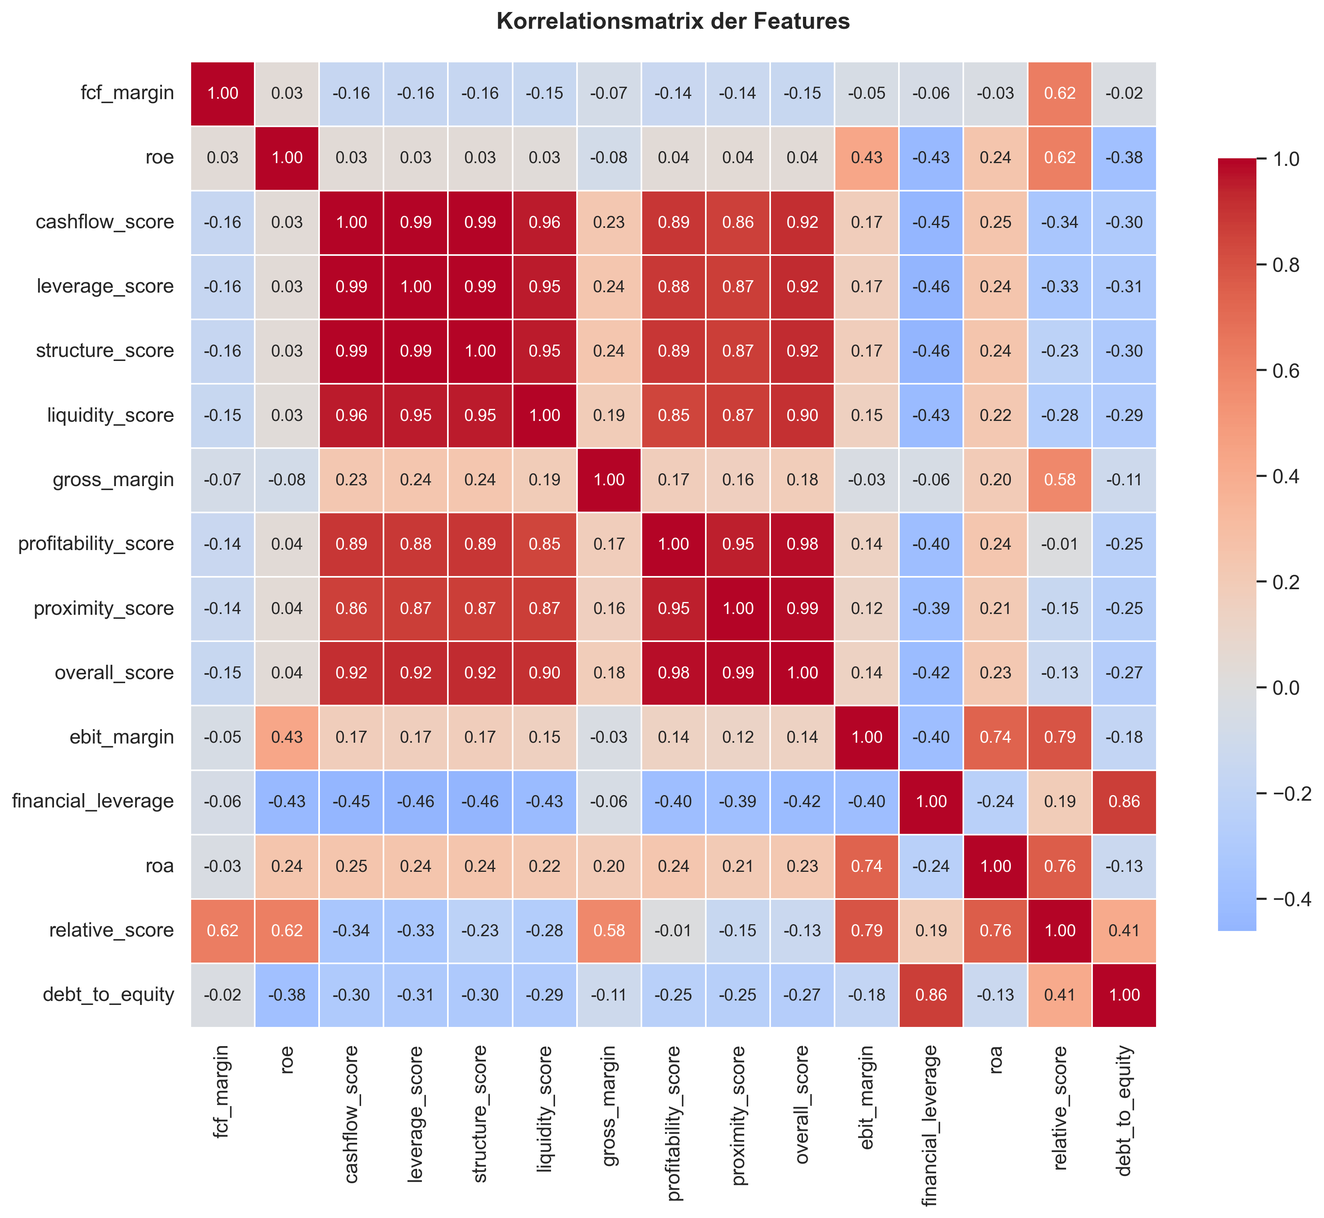 Korrelationsmatrix der Features
fcf_margin 1.00 0.03 -0.16 -0.16 -0.16 -0.15 -0.07 -0.14 -0.14 -0.15 -0.05 -0.06 -0.03 0.62 -0.02
roe 0.03 1.00 0.03 0.03 0.03 0.03 -0.08 0.04 0.04 0.04 0.43 -0.43 0.24 0.62 -0.38
cashflow_score -0.16 0.03 1.00 0.99 0.99 0.96 0.23 0.89 0.86 0.92 0.17 -0.45 0.25 -0.34 -0.30
leverage_score -0.16 0.03 0.99 1.00 0.99 0.95 0.24 0.88 0.87 0.92 0.17 -0.46 0.24 -0.33 -0.31
structure_score -0.16 0.03 0.99 0.99 1.00 0.95 0.24 0.89 0.87 0.92 0.17 -0.46 0.24 -0.23 -0.30
liquidity_score -0.15 0.03 0.96 0.95 0.95 1.00 0.19 0.85 0.87 0.90 0.15 -0.43 0.22 -0.28 -0.29
gross_margin -0.07 -0.08 0.23 0.24 0.24 0.19 1.00 0.17 0.16 0.18 -0.03 -0.06 0.20 0.58 -0.11
profitability_score -0.14 0.04 0.89 0.88 0.89 0.85 0.17 1.00 0.95 0.98 0.14 -0.40 0.24 -0.01 -0.25
proximity_score -0.14 0.04 0.86 0.87 0.87 0.87 0.16 0.95 1.00 0.99 0.12 -0.39 0.21 -0.15 -0.25
overall_score -0.15 0.04 0.92 0.92 0.92 0.90 0.18 0.98 0.99 1.00 0.14 -0.42 0.23 -0.13 -0.27
ebit_margin -0.05 0.43 0.17 0.17 0.17 0.15 -0.03 0.14 0.12 0.14 1.00 -0.40 0.74 0.79 -0.18
financial_leverage -0.06 -0.43 -0.45 -0.46 -0.46 -0.43 -0.06 -0.40 -0.39 -0.42 -0.40 1.00 -0.24 0.19 0.86
roa -0.03 0.24 0.25 0.24 0.24 0.22 0.20 0.24 0.21 0.23 0.74 -0.24 1.00 0.76 -0.13
relative_score 0.62 0.62 -0.34 -0.33 -0.23 -0.28 0.58 -0.01 -0.15 -0.13 0.79 0.19 0.76 1.00 0.41
debt_to_equity -0.02 -0.38 -0.30 -0.31 -0.30 -0.29 -0.11 -0.25 -0.25 -0.27 -0.18 0.86 -0.13 0.41 1.00
fcf_margin
roe
cashflow_score
leverage_score
structure_score
liquidity_score
gross_margin
profitability_score
proximity_score
overall_score
ebit_margin
financial_leverage
roa
relative_score
debt_to_equity
1.0
0.8
0.6
0.4
0.2
0.0
−0.2
−0.4